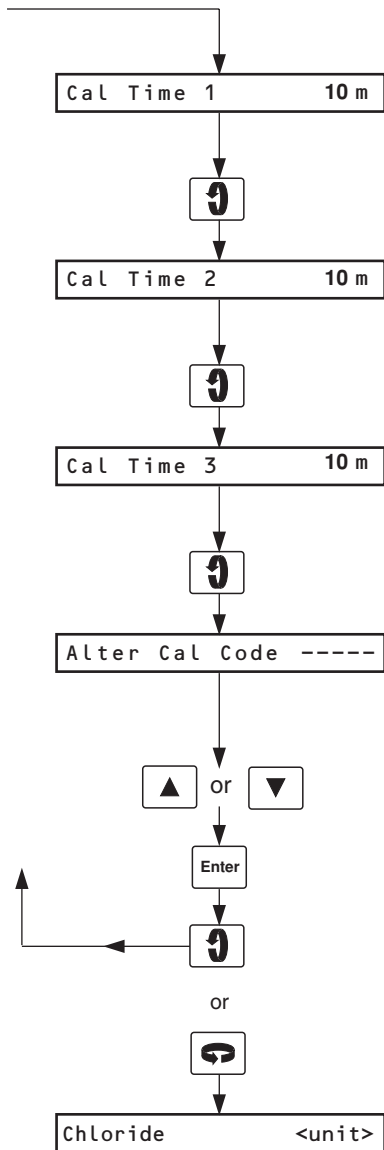 Cal Time 1 10 m
Cal Time 2 10 m
Cal Time 3 10 m
Alter Cal Code -----
▲ or ▼
Enter
or
Chloride <unit>